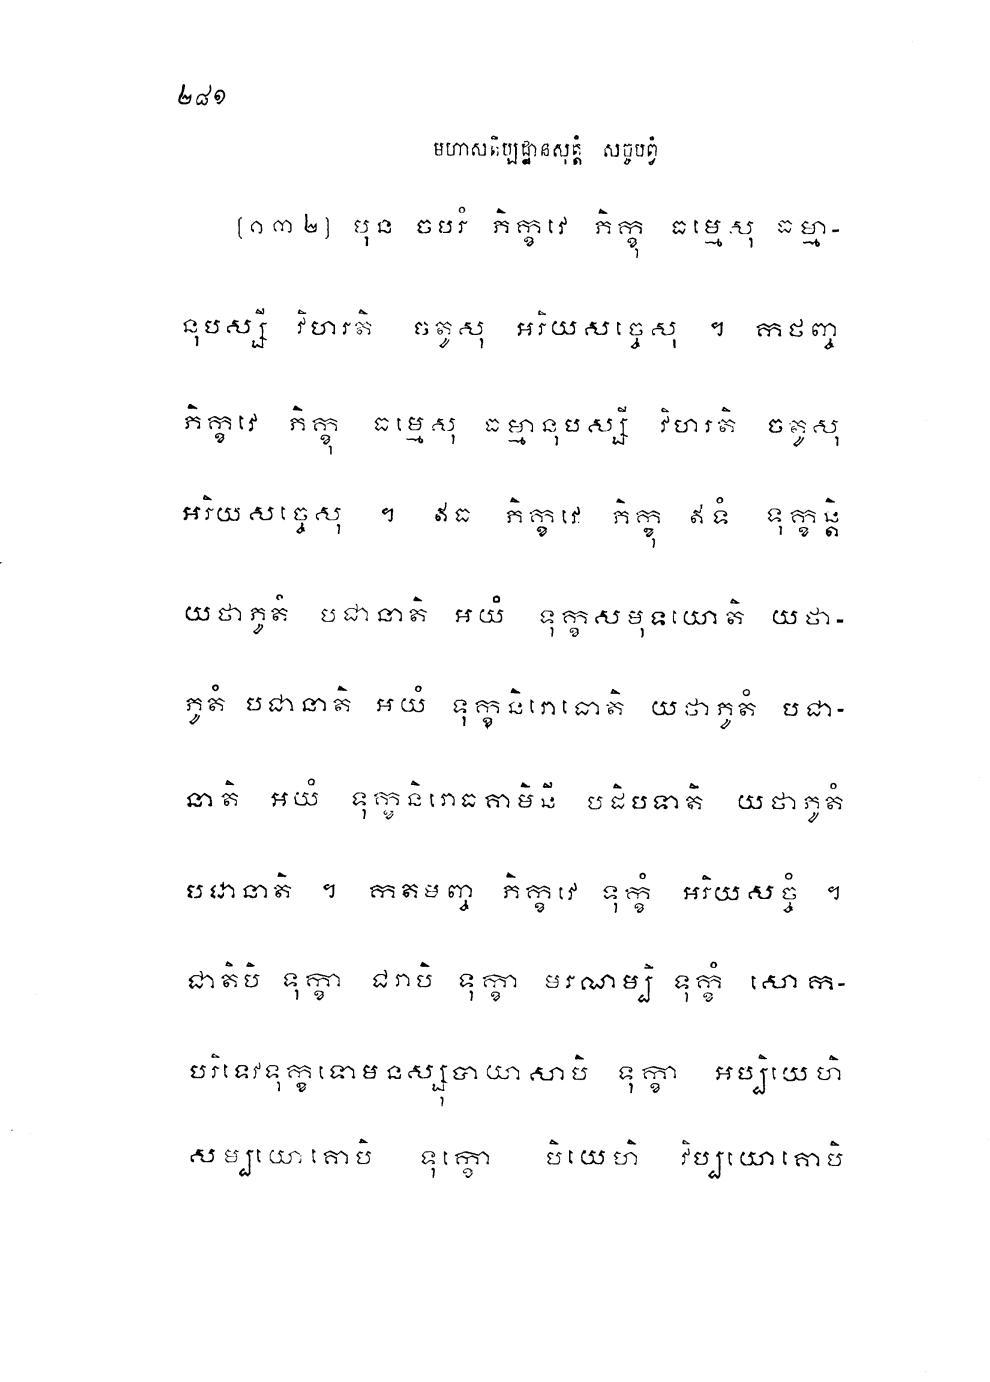 ២៨១
មហាសតិប្បដ្ឋានសុត្តំ សច្ចបព្វំ
[១៣២] បុន ចបរំ ភិក្ខវេ ភិក្ខុ ធម្មេសុ ធម្មា-
នុបស្សី វិហរតិ ចតូសុ អរិយសច្ចេសុ ។ កថញ្ច
ភិក្ខវេ ភិក្ខុ ធម្មេសុ ធម្មានុបស្សី វិហរតិ ចតូសុ
អរិយសច្ចេសុ ។ ឥធ ភិក្ខវេ ភិក្ខុ ឥទំ ទុក្ខន្តិ
យថាភូតំ បជានាតិ អយំ ទុក្ខសមុទយោតិ យថា-
ភូតំ បជានាតិ អយំ ទុក្ខនិរោធោតិ យថាភូតំ បជា-
នាតិ អយំ ទុក្ខនិរោធគាមិនី បដិបទាតិ យថាភូតំ
បជានាតិ ។ កតមញ្ច ភិក្ខវេ ទុក្ខំ អរិយសច្ចំ ។
ជាតិបិ ទុក្ខា ជរាបិ ទុក្ខា មរណម្បិ ទុក្ខំ សោក-
បរិទេវទុក្ខទោមនស្សុបាយាសាបិ ទុក្ខា អប្បិយេហិ
សម្បយោគោបិ ទុក្ខោ បិយេហិ វិប្បយោគោបិ